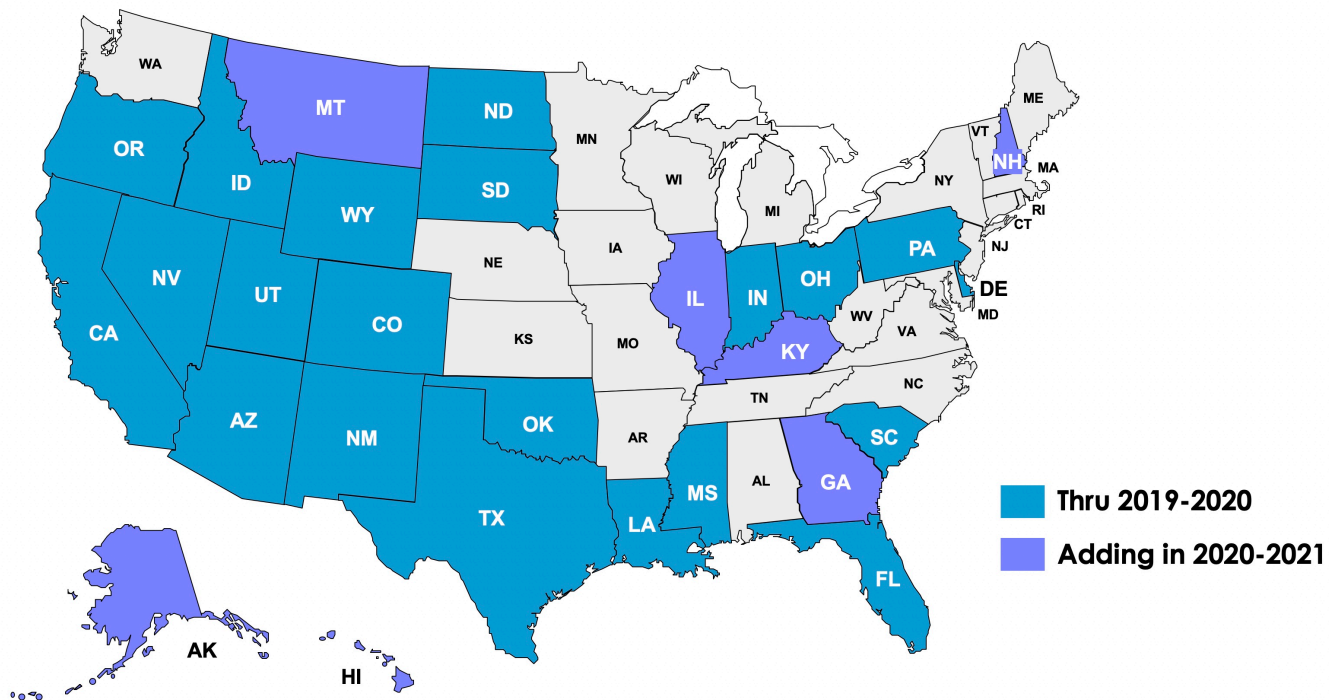 WA
MT
ND
MN
ME
VT
NH
MA
OR
ID
SD
WI
NY
MI
RI
CT
WY
IA
PA
NJ
NE
NV
UT
IL
IN
OH
DE
MD
CO
WV
VA
CA
KS
MO
KY
NC
TN
AZ
NM
OK
AR
SC
MS
AL
GA
TX
LA
FL
AK
HI
Thru 2019-2020
Adding in 2020-2021